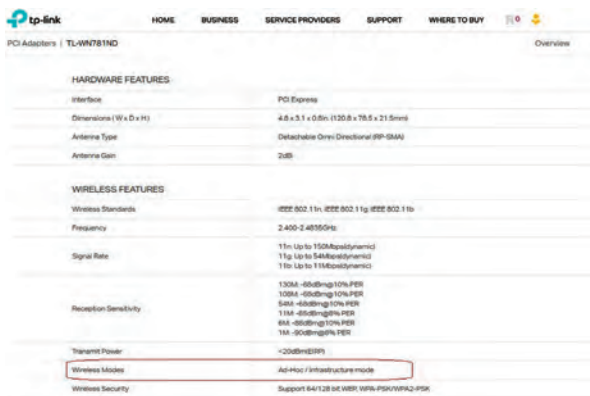 tp-link HOME BUSINESS SERVICE PROVIDERS SUPPORT WHERE TO BUY 0
PCI Adapters | TL-WN781ND Overview
HARDWARE FEATURES
Interface PCI Express
Dimensions ( W x D x H ) 4.8 x 3.1 x 0.8in. (120.8 x 78.5 x 21.5mm)
Antenna Type Detachable Omni Directional (RP-SMA)
Antenna Gain 2dBi
WIRELESS FEATURES
Wireless Standards IEEE 802.11n, IEEE 802.11g, IEEE 802.11b
Frequency 2.400-2.4835GHz
Signal Rate
11n: Up to 150Mbps(dynamic)
11g: Up to 54Mbps(dynamic)
11b: Up to 11Mbps(dynamic)
Reception Sensitivity
130M: -68dBm@10% PER
108M: -68dBm@10% PER
54M: -68dBm@10% PER
11M: -85dBm@8% PER
6M: -88dBm@10% PER
1M: -90dBm@8% PER
Transmit Power <20dBm(EIRP)
Wireless Modes Ad-Hoc / Infrastructure mode
Wireless Security Support 64/128 bit WEP, WPA-PSK/WPA2-PSK